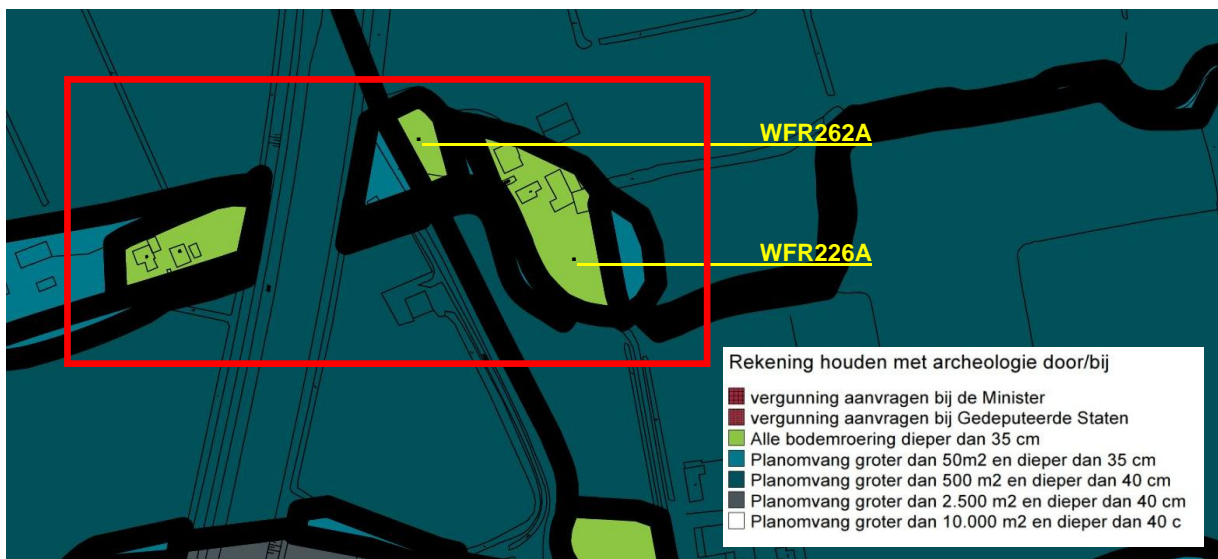 WFR262A
WFR226A
Rekening houden met archeologie door/bij
vergunning aanvragen bij de Minister
vergunning aanvragen bij Gedeputeerde Staten
Alle bodemroering dieper dan 35 cm
Planomvang groter dan 50m2 en dieper dan 35 cm
Planomvang groter dan 500 m2 en dieper dan 40 cm
Planomvang groter dan 2.500 m2 en dieper dan 40 cm
Planomvang groter dan 10.000 m2 en dieper dan 40 c